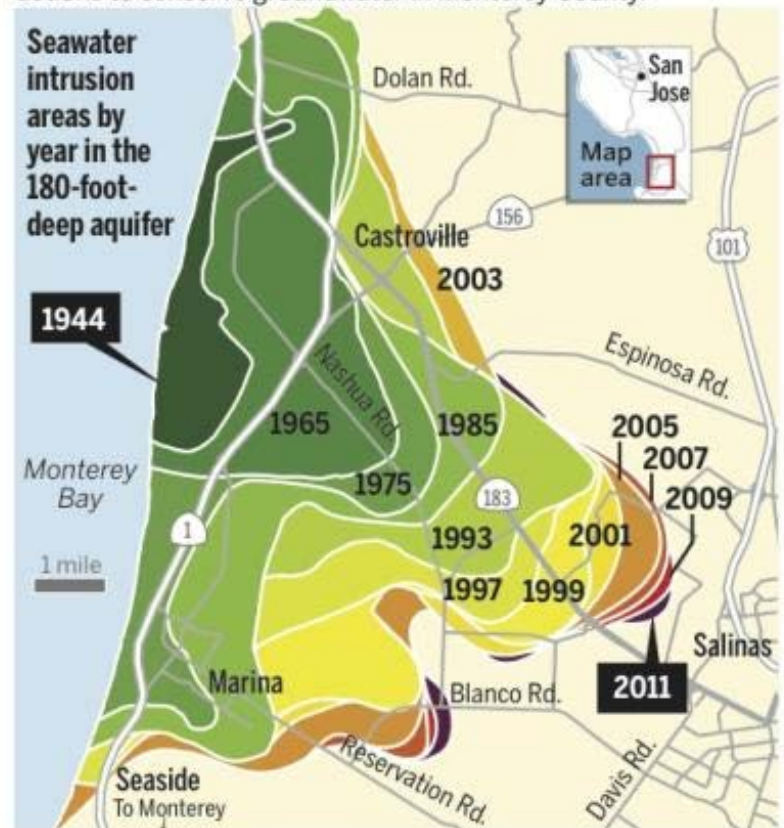 Seawater
intrusion
areas by
year in the
180-foot-
deep aquifer
Dolan Rd.
San
Jose
Map
area
156
101
Castroville
2003
1944
Espinosa Rd.
Nashua Rd.
1965
1985
2005
2007
2009
Monterey
Bay
1975
183
1
1993
2001
1 mile
1997
1999
Salinas
Marina
2011
Blanco Rd.
Reservation Rd.
Davis Rd.
Seaside
To Monterey